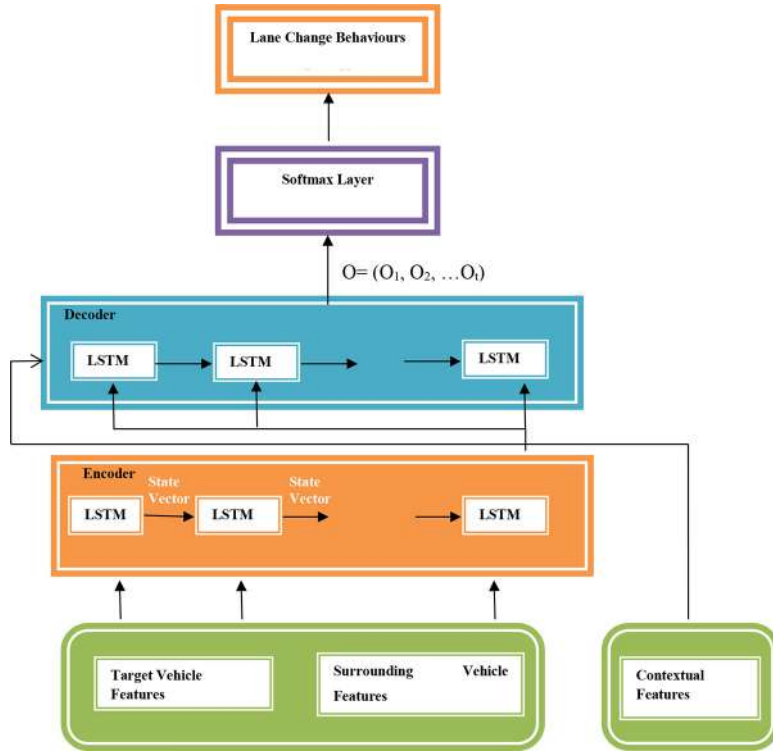 Lane Change Behaviours
Softmax Layer
O= (O₁, O₂, …Oₜ)
Decoder
LSTM
LSTM
LSTM
Encoder
State
Vector
State
Vector
LSTM
LSTM
LSTM
Target Vehicle
Features
Surrounding Vehicle
Features
Contextual
Features